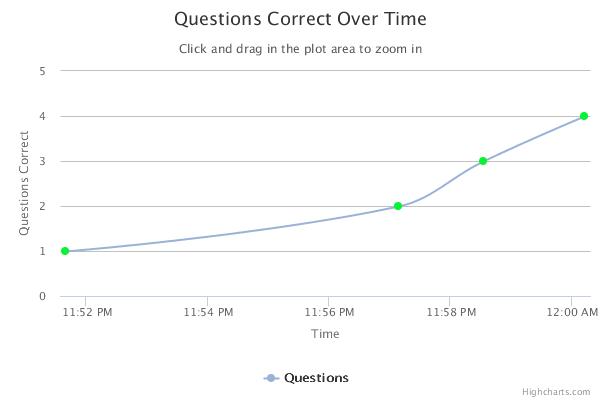 Questions Correct Over Time
Click and drag in the plot area to zoom in
5
4
3
2
1
0
Questions Correct
11:52 PM 11:54 PM 11:56 PM 11:58 PM 12:00 AM
Time
Questions
Highcharts.com